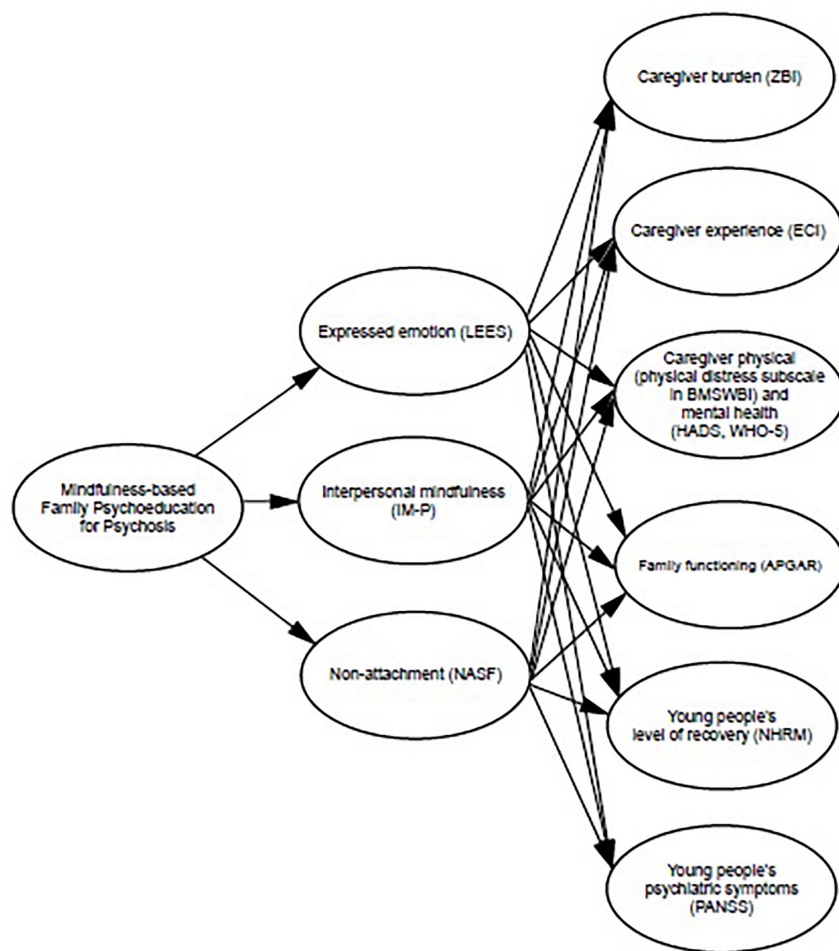 Mindfulness-based
Family Psychoeducation
for Psychosis
Expressed emotion (LEES)
Interpersonal mindfulness
(IM-P)
Non-attachment (NASF)
Caregiver burden (ZBI)
Caregiver experience (ECI)
Caregiver physical
(physical distress subscale
in BMSWBI) and
mental health
(HADS, WHO-5)
Family functioning (APGAR)
Young people's
level of recovery (NHRM)
Young people's
psychiatric symptoms
(PANSS)